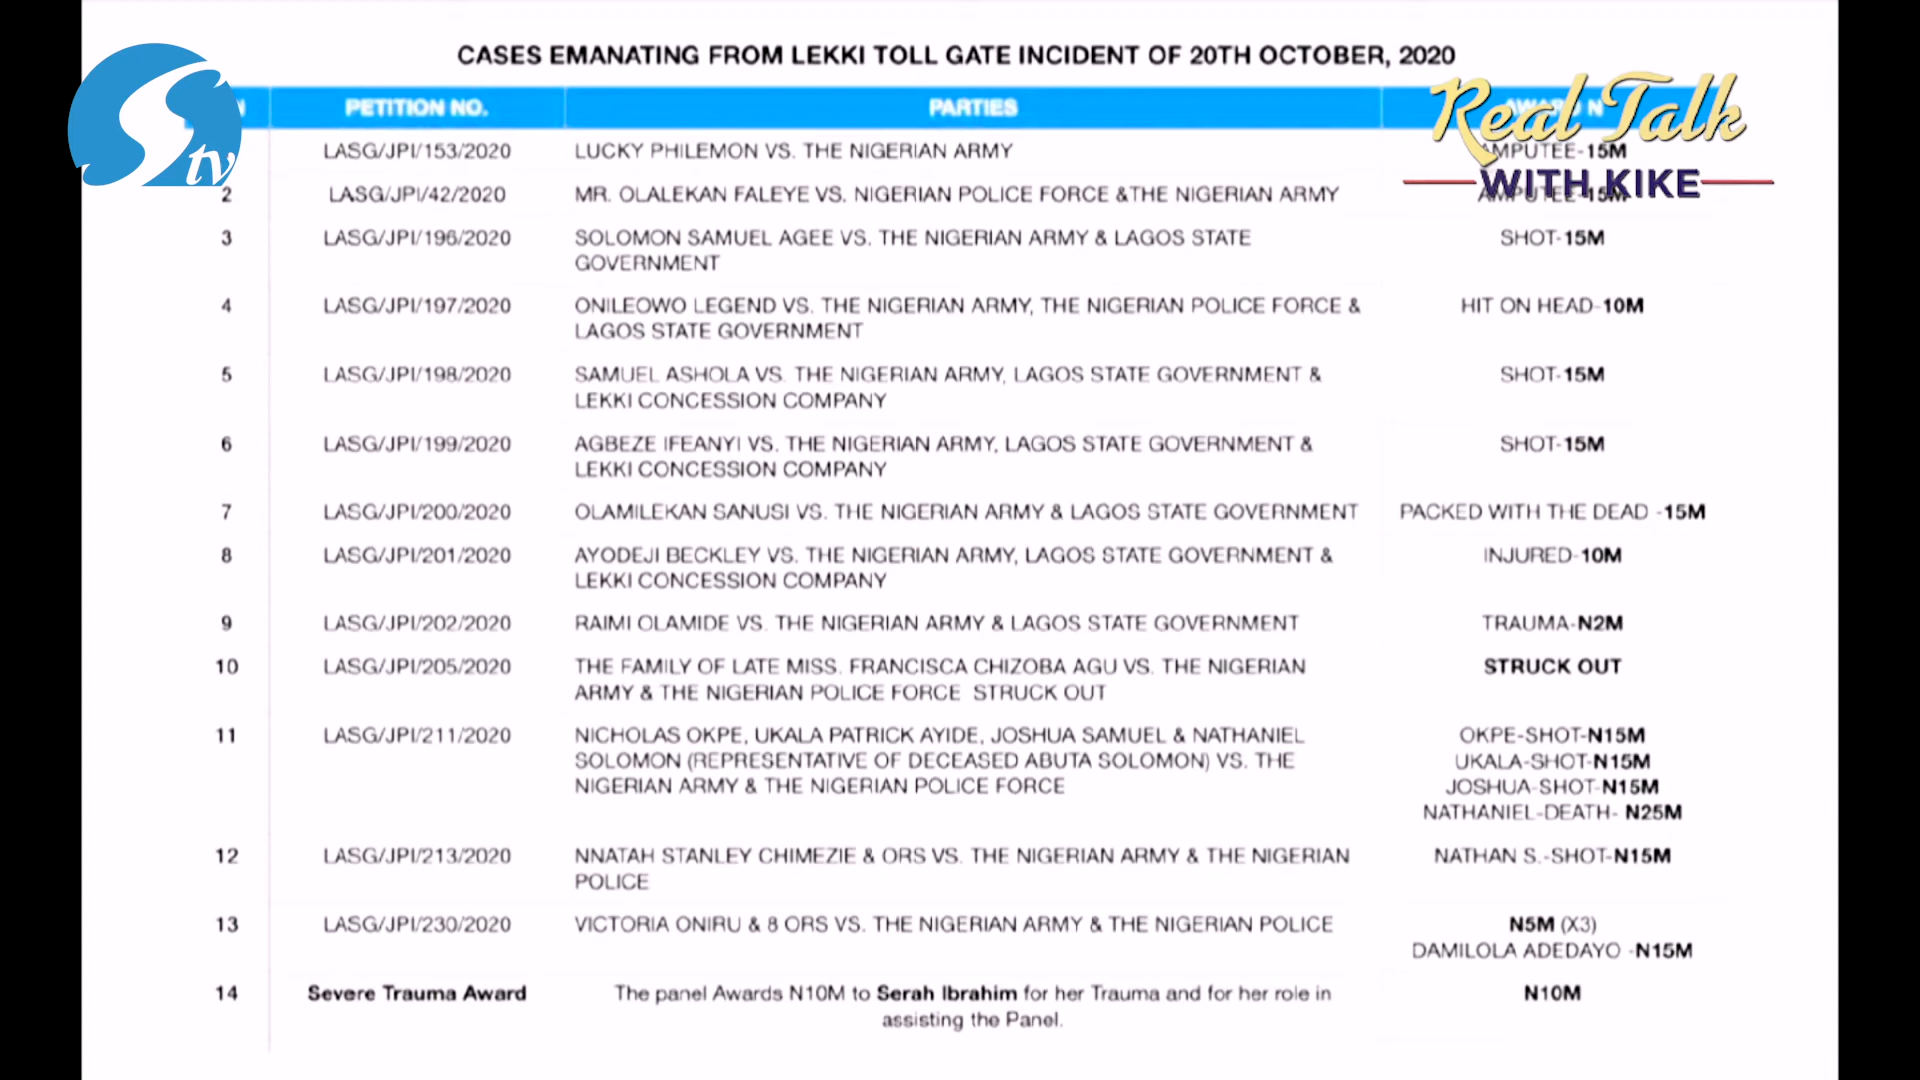 CASES EMANATING FROM LEKKI TOLL GATE INCIDENT OF 20TH OCTOBER, 2020
Stv
Real Talk
WITH KIKE
N PETITION NO. PARTIES AWARD N
LASG/JPI/153/2020 LUCKY PHILEMON VS. THE NIGERIAN ARMY AMPUTEE-15M
2 LASG/JPI/42/2020 MR. OLALEKAN FALEYE VS. NIGERIAN POLICE FORCE &THE NIGERIAN ARMY AMPUTEE-15M
3 LASG/JPI/196/2020 SOLOMON SAMUEL AGEE VS. THE NIGERIAN ARMY & LAGOS STATE SHOT-15M
GOVERNMENT
4 LASG/JPI/197/2020 ONILEOWO LEGEND VS. THE NIGERIAN ARMY, THE NIGERIAN POLICE FORCE & HIT ON HEAD-10M
LAGOS STATE GOVERNMENT
5 LASG/JPI/198/2020 SAMUEL ASHOLA VS. THE NIGERIAN ARMY, LAGOS STATE GOVERNMENT & SHOT-15M
LEKKI CONCESSION COMPANY
6 LASG/JPI/199/2020 AGBEZE IFEANYI VS. THE NIGERIAN ARMY, LAGOS STATE GOVERNMENT & SHOT-15M
LEKKI CONCESSION COMPANY
7 LASG/JPI/200/2020 OLAMILEKAN SANUSI VS. THE NIGERIAN ARMY & LAGOS STATE GOVERNMENT PACKED WITH THE DEAD -15M
8 LASG/JPI/201/2020 AYODEJI BECKLEY VS. THE NIGERIAN ARMY, LAGOS STATE GOVERNMENT & INJURED-10M
LEKKI CONCESSION COMPANY
9 LASG/JPI/202/2020 RAIMI OLAMIDE VS. THE NIGERIAN ARMY & LAGOS STATE GOVERNMENT TRAUMA-N2M
10 LASG/JPI/205/2020 THE FAMILY OF LATE MISS. FRANCISCA CHIZOBA AGU VS. THE NIGERIAN STRUCK OUT
ARMY & THE NIGERIAN POLICE FORCE STRUCK OUT
11 LASG/JPI/211/2020 NICHOLAS OKPE, UKALA PATRICK AYIDE, JOSHUA SAMUEL & NATHANIEL OKPE-SHOT-N15M
SOLOMON (REPRESENTATIVE OF DECEASED ABUTA SOLOMON) VS. THE UKALA-SHOT-N15M
NIGERIAN ARMY & THE NIGERIAN POLICE FORCE JOSHUA-SHOT-N15M
NATHANIEL-DEATH- N25M
12 LASG/JPI/213/2020 NNATAH STANLEY CHIMEZIE & ORS VS. THE NIGERIAN ARMY & THE NIGERIAN NATHAN S.-SHOT-N15M
POLICE
13 LASG/JPI/230/2020 VICTORIA ONIRU & 8 ORS VS. THE NIGERIAN ARMY & THE NIGERIAN POLICE N5M (X3)
DAMILOLA ADEDAYO -N15M
14 Severe Trauma Award The panel Awards N10M to Serah Ibrahim for her Trauma and for her role in N10M
assisting the Panel.